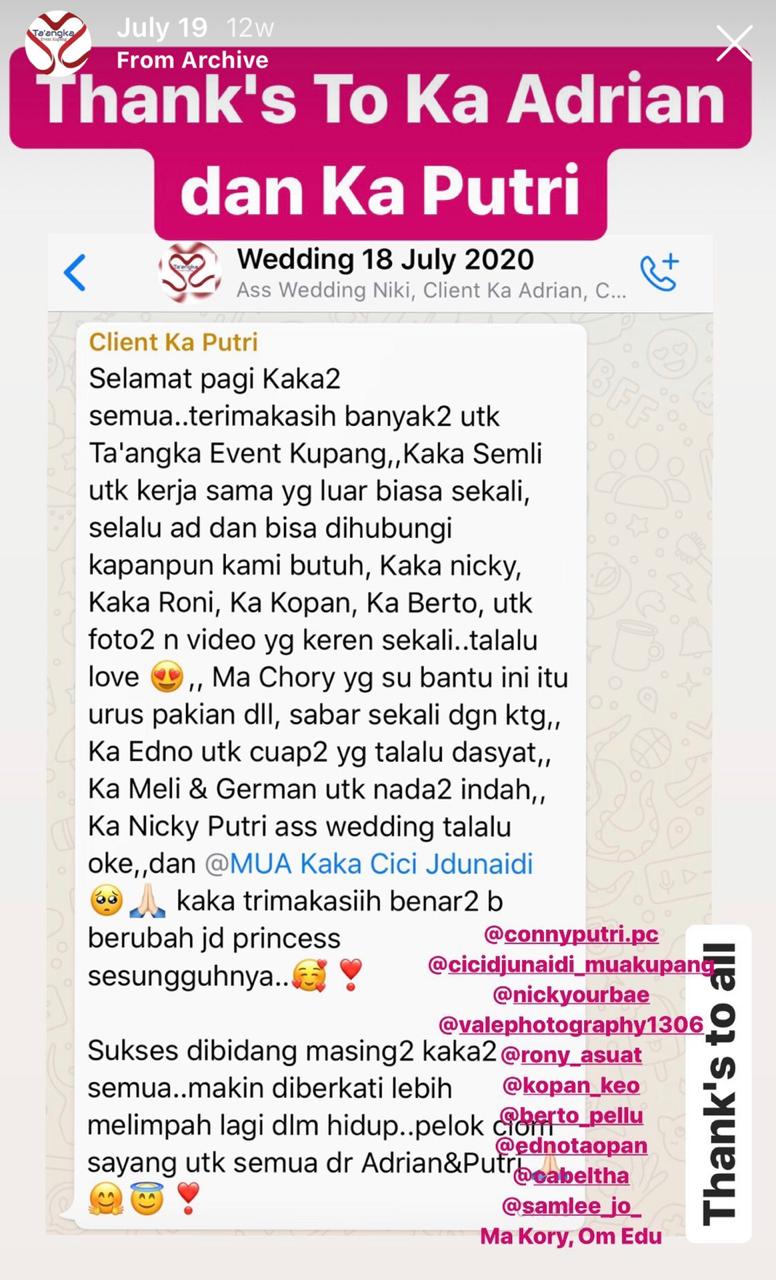 Ta'angka
July 19 12w
From Archive
Thank's To Ka Adrian
dan Ka Putri
Wedding 18 July 2020
Ass Wedding Niki, Client Ka Adrian, C...
Client Ka Putri
Selamat pagi Kaka2
semua..terimakasih banyak2 utk
Ta'angka Event Kupang,,Kaka Semli
utk kerja sama yg luar biasa sekali,
selalu ad dan bisa dihubungi
kapanpun kami butuh, Kaka nicky,
Kaka Roni, Ka Kopan, Ka Berto, utk
foto2 n video yg keren sekali..talalu
love 😍,, Ma Chory yg su bantu ini itu
urus pakian dll, sabar sekali dgn ktg,,
Ka Edno utk cuap2 yg talalu dasyat,,
Ka Meli & German utk nada2 indah,,
Ka Nicky Putri ass wedding talalu
oke,,dan @MUA Kaka Cici Jdunaidi
🥺🙏🏻 kaka trimakasiih benar2 b
berubah jd princess
sesungguhnya..🥰❣️
Sukses dibidang masing2 kaka2
semua..makin diberkati lebih
melimpah lagi dlm hidup..pelok ciom
sayang utk semua dr Adrian&Putri 🙏🏻
🤗😇❣️
@connyputri.pc
@cicidjunaidi_muakupang
@nickyourbae
@valephotography1306
@rony_asuat
@kopan_keo
@berto_pellu
@ednotaopan
@sabeltha
@samlee_jo_
Ma Kory, Om Edu
Thank's to all